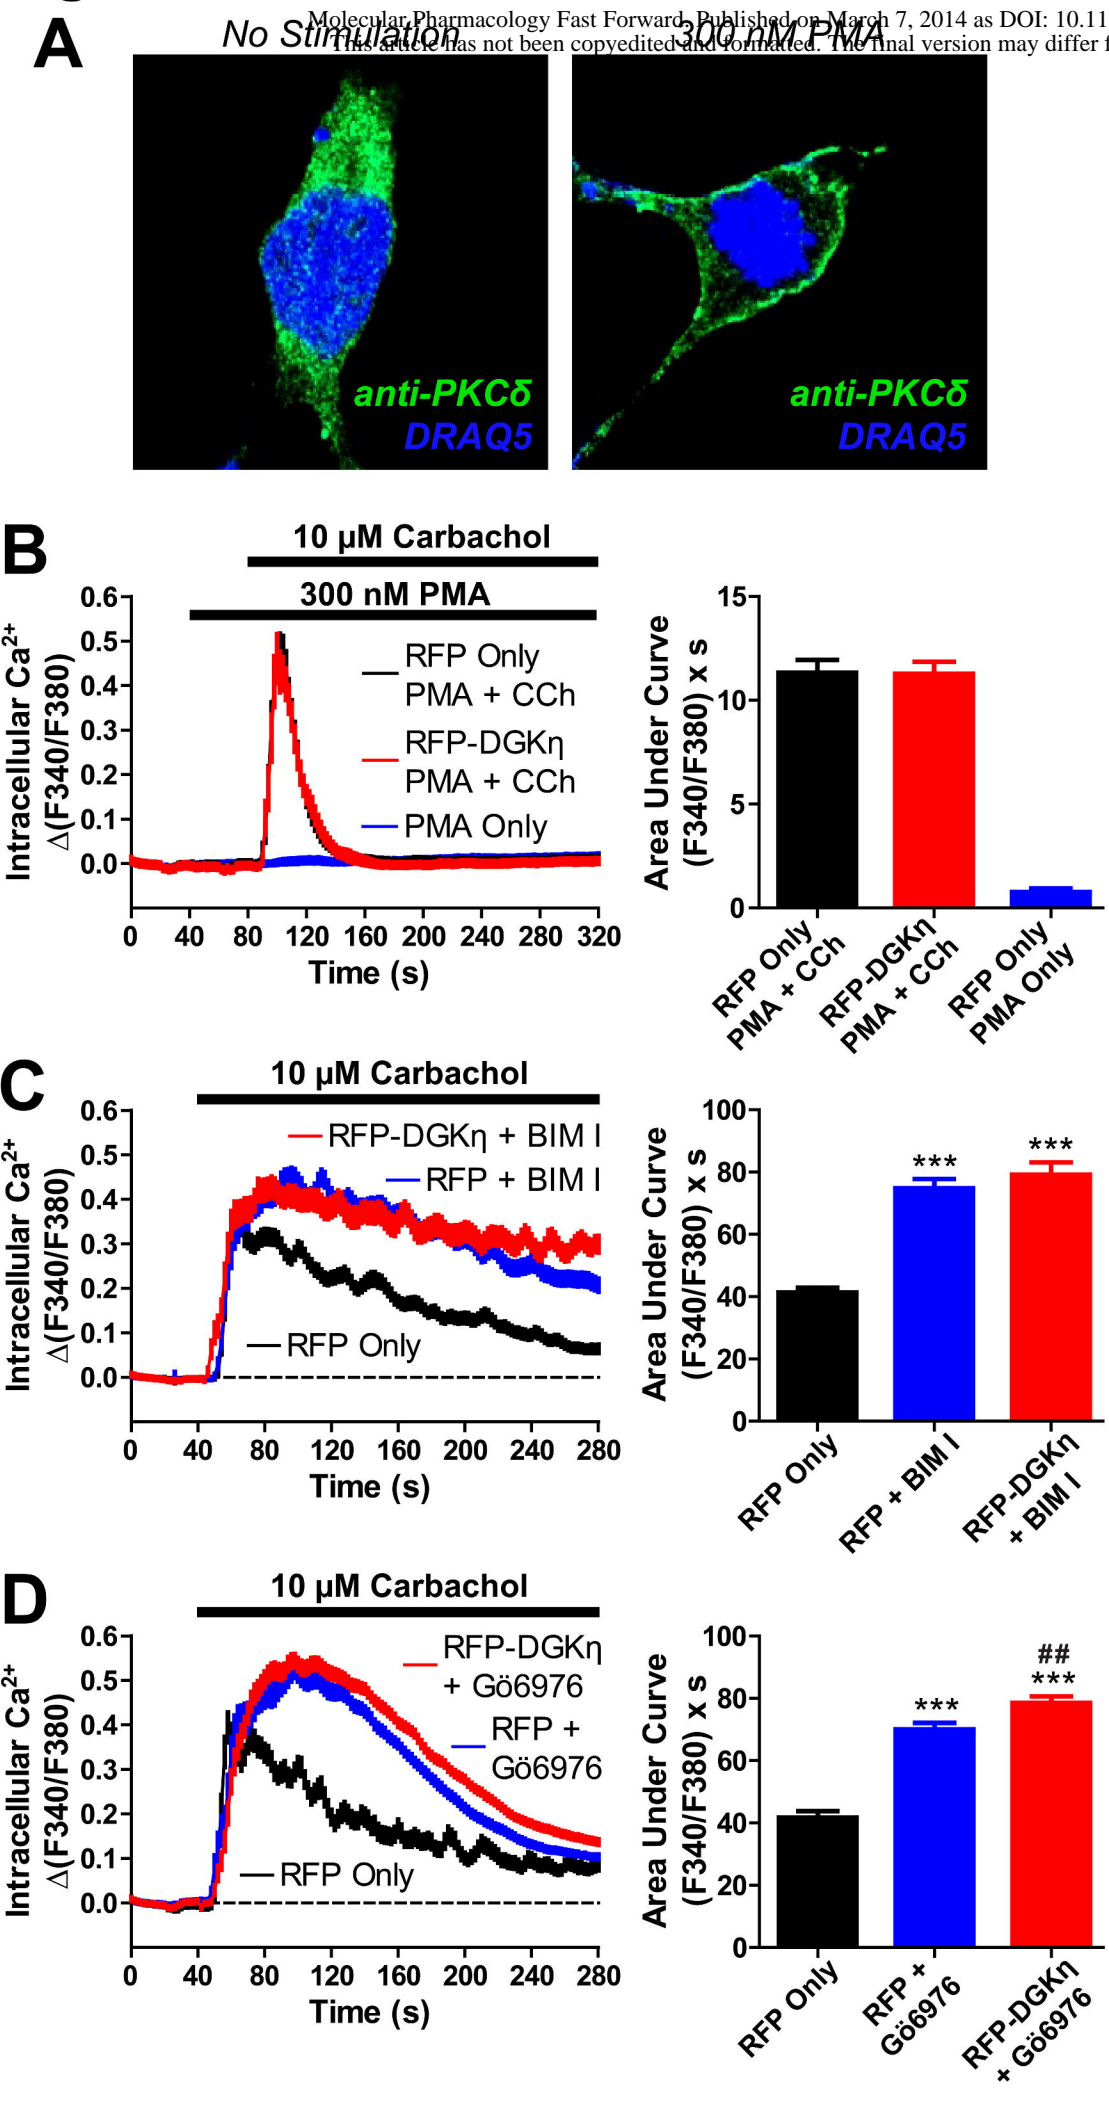 Molecular Pharmacology Fast Forward. Published on March 7, 2014 as DOI: 10.11
This article has not been copyedited and formatted. The final version may differ f
A
No Stimulation
300 nM PMA
anti-PKCδ
DRAQ5
anti-PKCδ
DRAQ5
B
10 µM Carbachol
300 nM PMA
Intracellular Ca2+
Δ(F340/F380)
0.6
0.5
0.4
0.3
0.2
0.1
0.0
RFP Only
PMA + CCh
RFP-DGKη
PMA + CCh
PMA Only
0 40 80 120 160 200 240 280 320
Time (s)
Area Under Curve
(F340/F380) x s
15
10
5
0
RFP Only
PMA + CCh
RFP-DGKη
PMA + CCh
RFP Only
PMA Only
C
10 µM Carbachol
Intracellular Ca2+
Δ(F340/F380)
0.6
0.5
0.4
0.3
0.2
0.1
0.0
RFP-DGKη + BIM I
RFP + BIM I
RFP Only
0 40 80 120 160 200 240 280
Time (s)
Area Under Curve
(F340/F380) x s
100
80
60
40
20
0
***
***
RFP Only
RFP + BIM I
RFP-DGKη
+ BIM I
D
10 µM Carbachol
Intracellular Ca2+
Δ(F340/F380)
0.6
0.5
0.4
0.3
0.2
0.1
0.0
RFP-DGKη
+ Gö6976
RFP +
Gö6976
RFP Only
0 40 80 120 160 200 240 280
Time (s)
Area Under Curve
(F340/F380) x s
100
80
60
40
20
0
***
##
***
RFP Only
RFP +
Gö6976
RFP-DGKη
+ Gö6976